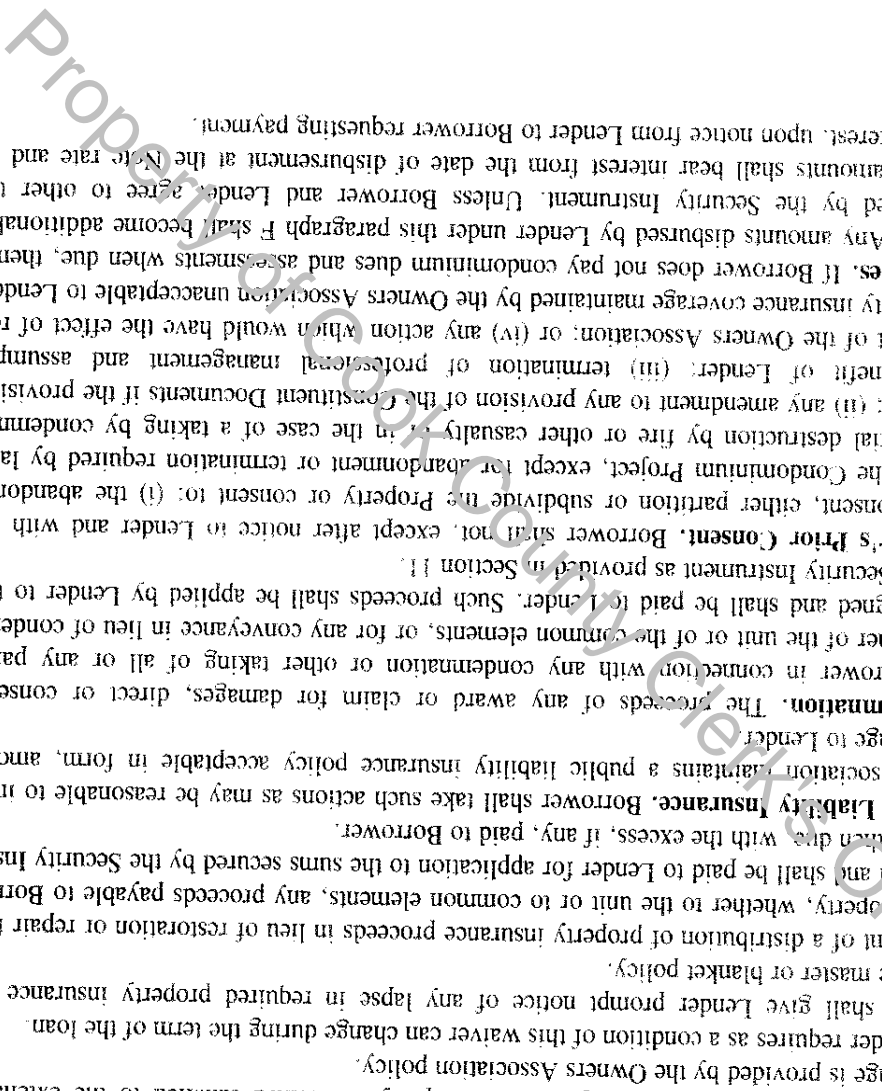 Property of Cook County Clerk's O
to the exten
ge is provided by the Owners Association policy.
der requires as a condition of this waiver can change during the term of the loan.
shall give Lender prompt notice of any lapse in required property insurance
master or blanket policy.
nt of a distribution of property insurance proceeds in lieu of restoration or repair
operty, whether to the unit or to common elements, any proceeds payable to Borr
and shall be paid to Lender for application to the sums secured by the Security Ins
then due, with the excess, if any, paid to Borrower.
Liability Insurance. Borrower shall take such actions as may be reasonable to in
sociation maintains a public liability insurance policy acceptable in form, amo
ge to Lender.
mnation. The proceeds of any award or claim for damages, direct or conse
rower in connection with any condemnation or other taking of all or any pa
er of the unit or of the common elements, or for any conveyance in lieu of conde
gned and shall be paid to Lender. Such proceeds shall be applied by Lender to
Security Instrument as provided in Section 11.
's Prior Consent. Borrower shall not, except after notice to Lender and with
onsent, either partition or subdivide the Property or consent to: (i) the abandon
he Condominium Project, except for abandonment or termination required by la
tial destruction by fire or other casualty or in the case of a taking by condemn
; (ii) any amendment to any provision of the Constituent Documents if the provisi
nefit of Lender; (iii) termination of professional management and assump
t of the Owners Association; or (iv) any action which would have the effect of r
ty insurance coverage maintained by the Owners Association unacceptable to Lende
es. If Borrower does not pay condominium dues and assessments when due, then
Any amounts disbursed by Lender under this paragraph F shall become additional
ed by the Security Instrument. Unless Borrower and Lender agree to other t
amounts shall bear interest from the date of disbursement at the Note rate and
terest, upon notice from Lender to Borrower requesting payment.